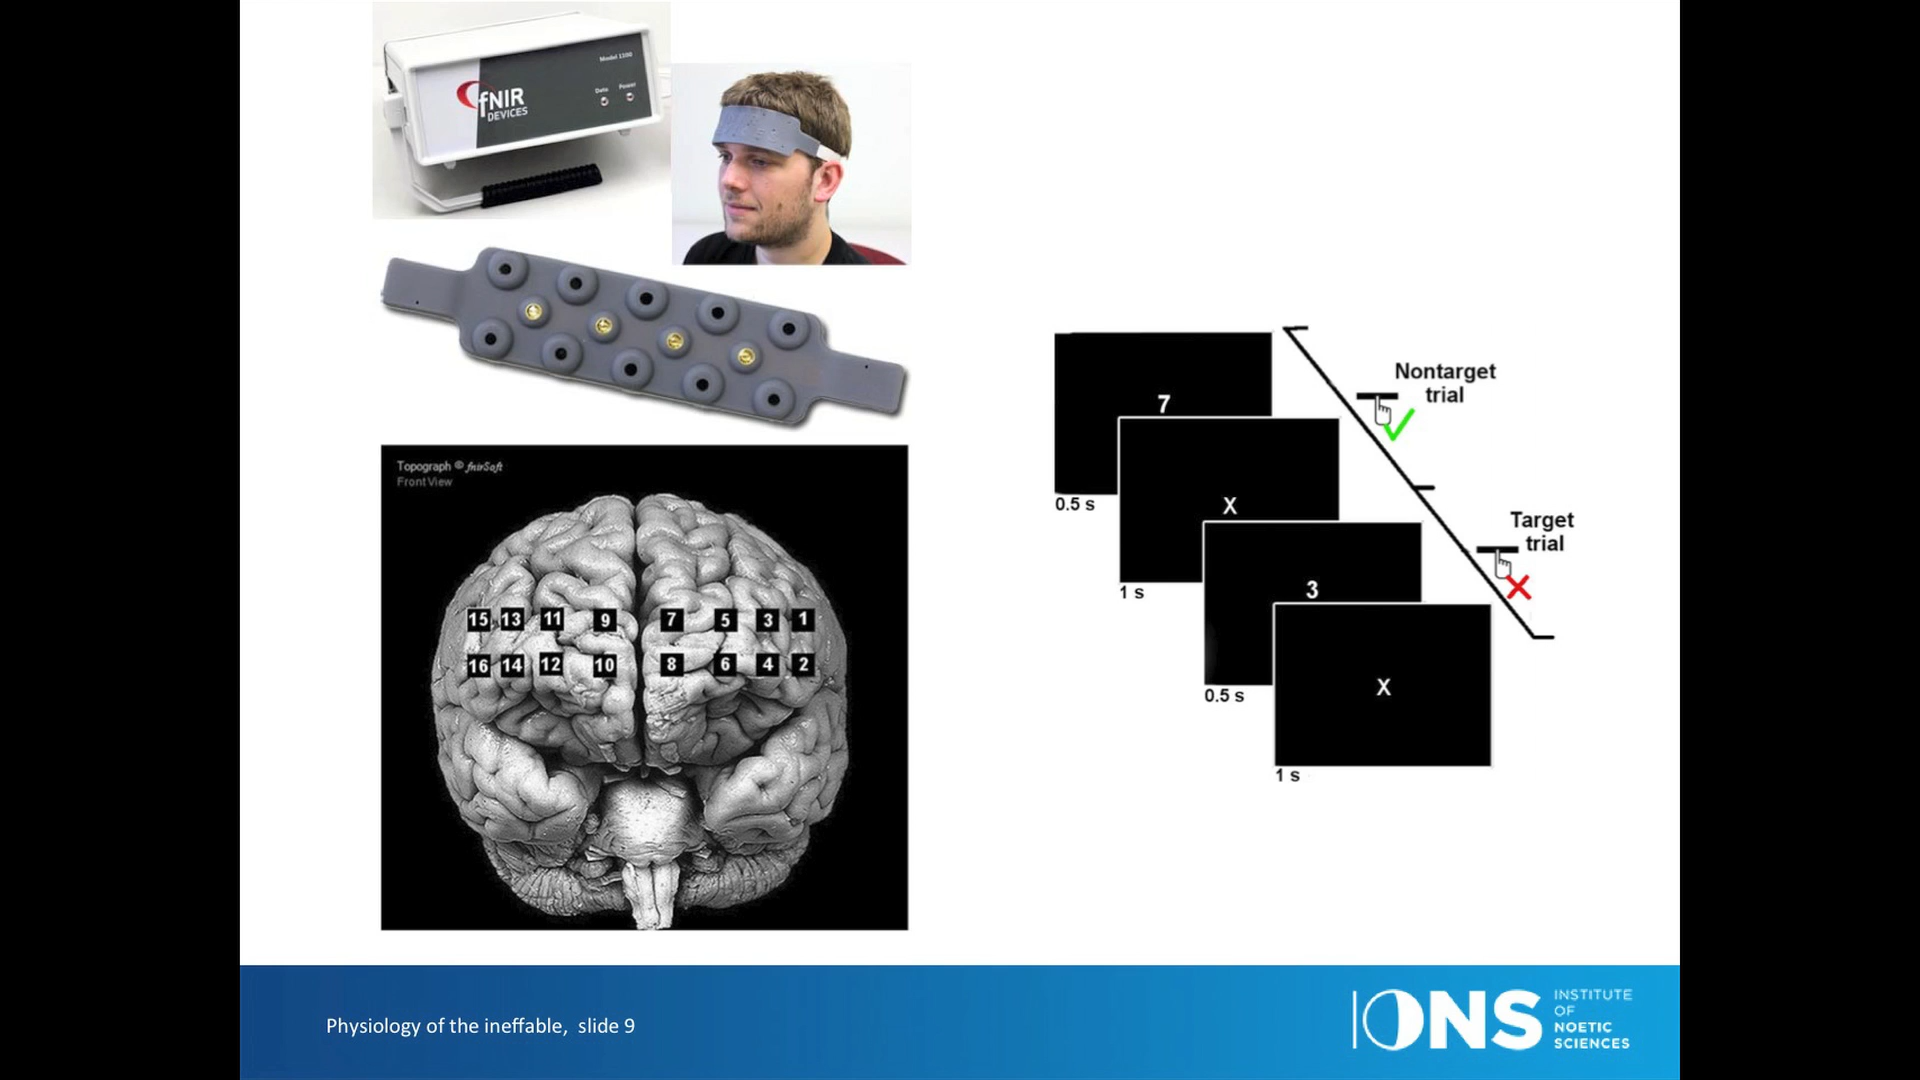 Model 1100
Data Power
fNIR
DEVICES
Topograph © fnirSoft
Front View
15 13 11 9 7 5 3 1
16 14 12 10 8 6 4 2
7
0.5 s
X
1 s
3
0.5 s
X
1 s
Nontarget
trial
Target
trial
Physiology of the ineffable, slide 9
IONS
INSTITUTE
OF
NOETIC
SCIENCES